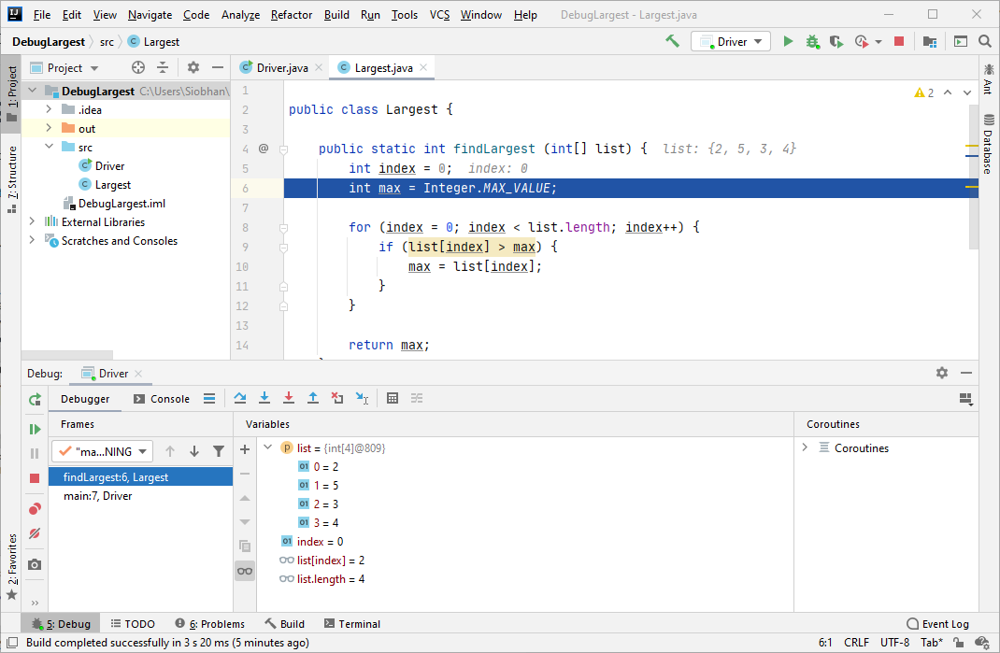 IJ File Edit View Navigate Code Analyze Refactor Build Run Tools VCS Window Help DebugLargest - Largest.java
DebugLargest src C Largest Driver
1: Project
Project
Driver.java
Largest.java
DebugLargest C:\Users\Siobhan\
.idea
out
src
C Driver
C Largest
DebugLargest.iml
External Libraries
Scratches and Consoles
7: Structure
2: Favorites
2
1
2 public class Largest {
3
4 @ public static int findLargest (int[] list) { list: {2, 5, 3, 4}
5 int index = 0; index: 0
6 int max = Integer.MAX_VALUE;
7
8 for (index = 0; index < list.length; index++) {
9 if (list[index] > max) {
10 max = list[index];
11 }
12 }
13
14 return max;
Ant
Database
Debug: Driver
Debugger Console
Frames
"ma...NING
findLargest:6, Largest
main:7, Driver
Variables
p list = {int[4]@809}
01 0 = 2
01 1 = 5
01 2 = 3
01 3 = 4
01 index = 0
list[index] = 2
list.length = 4
Coroutines
Coroutines
5: Debug TODO 6: Problems Build Terminal Event Log
Build completed successfully in 3 s 20 ms (5 minutes ago) 6:1 CRLF UTF-8 Tab*